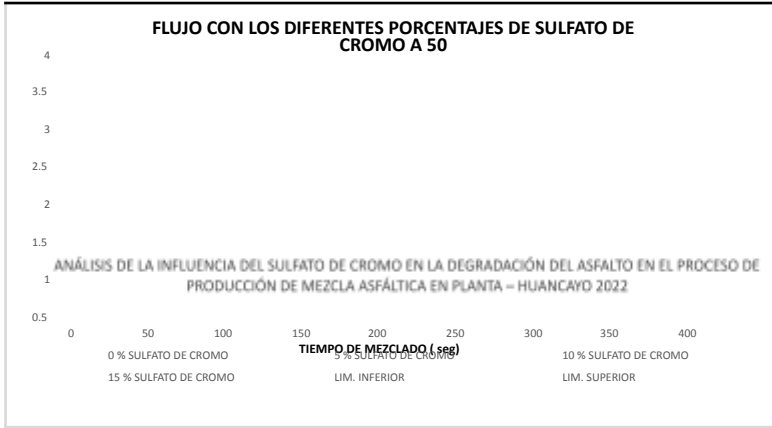 FLUJO CON LOS DIFERENTES PORCENTAJES DE SULFATO DE
CROMO A 50
4
3.5
3
2.5
2
1.5
ANÁLISIS DE LA INFLUENCIA DEL SULFATO DE CROMO EN LA DEGRADACIÓN DEL ASFALTO EN EL PROCESO DE
1
PRODUCCIÓN DE MEZCLA ASFÁLTICA EN PLANTA – HUANCAYO 2022
0.5
0 50 100 150 200 250 300 350 400
TIEMPO DE MEZCLADO ( seg)
0 % SULFATO DE CROMO 5 % SULFATO DE CROMO 10 % SULFATO DE CROMO
15 % SULFATO DE CROMO LIM. INFERIOR LIM. SUPERIOR